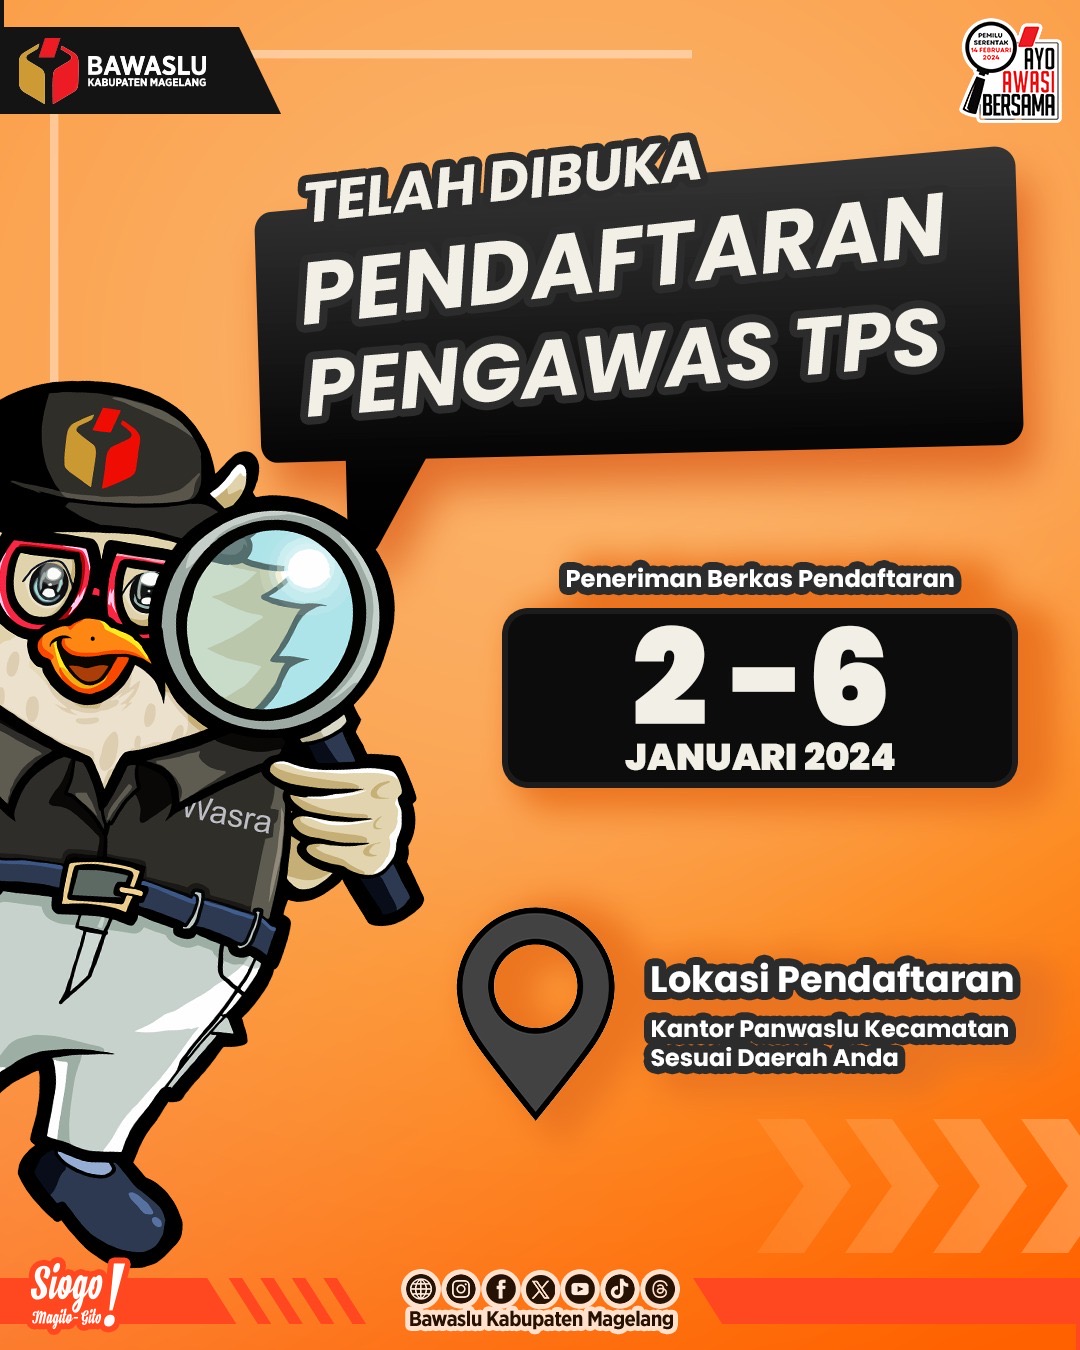 BAWASLU
KABUPATEN MAGELANG
PEMILU
SERENTAK
14 FEBRUARI
2024
AYO
AWASI
BERSAMA
TELAH DIBUKA
PENDAFTARAN
PENGAWAS TPS
Peneriman Berkas Pendaftaran
2 - 6
JANUARI 2024
Wasra
Lokasi Pendaftaran
Kantor Panwaslu Kecamatan
Sesuai Daerah Anda
Siogo!
Magilo-Gilo
Bawaslu Kabupaten Magelang